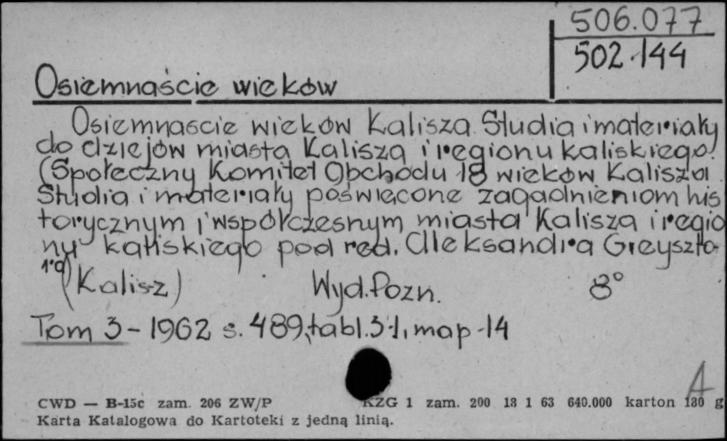 506.077
502.144
Osiemnaście wieków
Osiemnaście wieków Kalisza. Studia i materiały
do dziejów miasta Kalisza i regionu kaliskiego.
(Społeczny Komitet Obchodu 18 wieków Kalisza
Studia i materiały poświęcone zagadnieniom his
torycznym i współczesnym miasta Kalisza i regio
nu kaliskiego pod red. Aleksandra Gieyszto
ra)
(Kalisz) Wyd. Pozn. 8°
Tom 3 - 1962 s. 489, tabl. 31, map 14
A
CWD — B-15c zam. 206 ZW/P KZG 1 zam. 200 18 1 63 640.000 karton 180 g
Karta Katalogowa do Kartoteki z jedną linią.